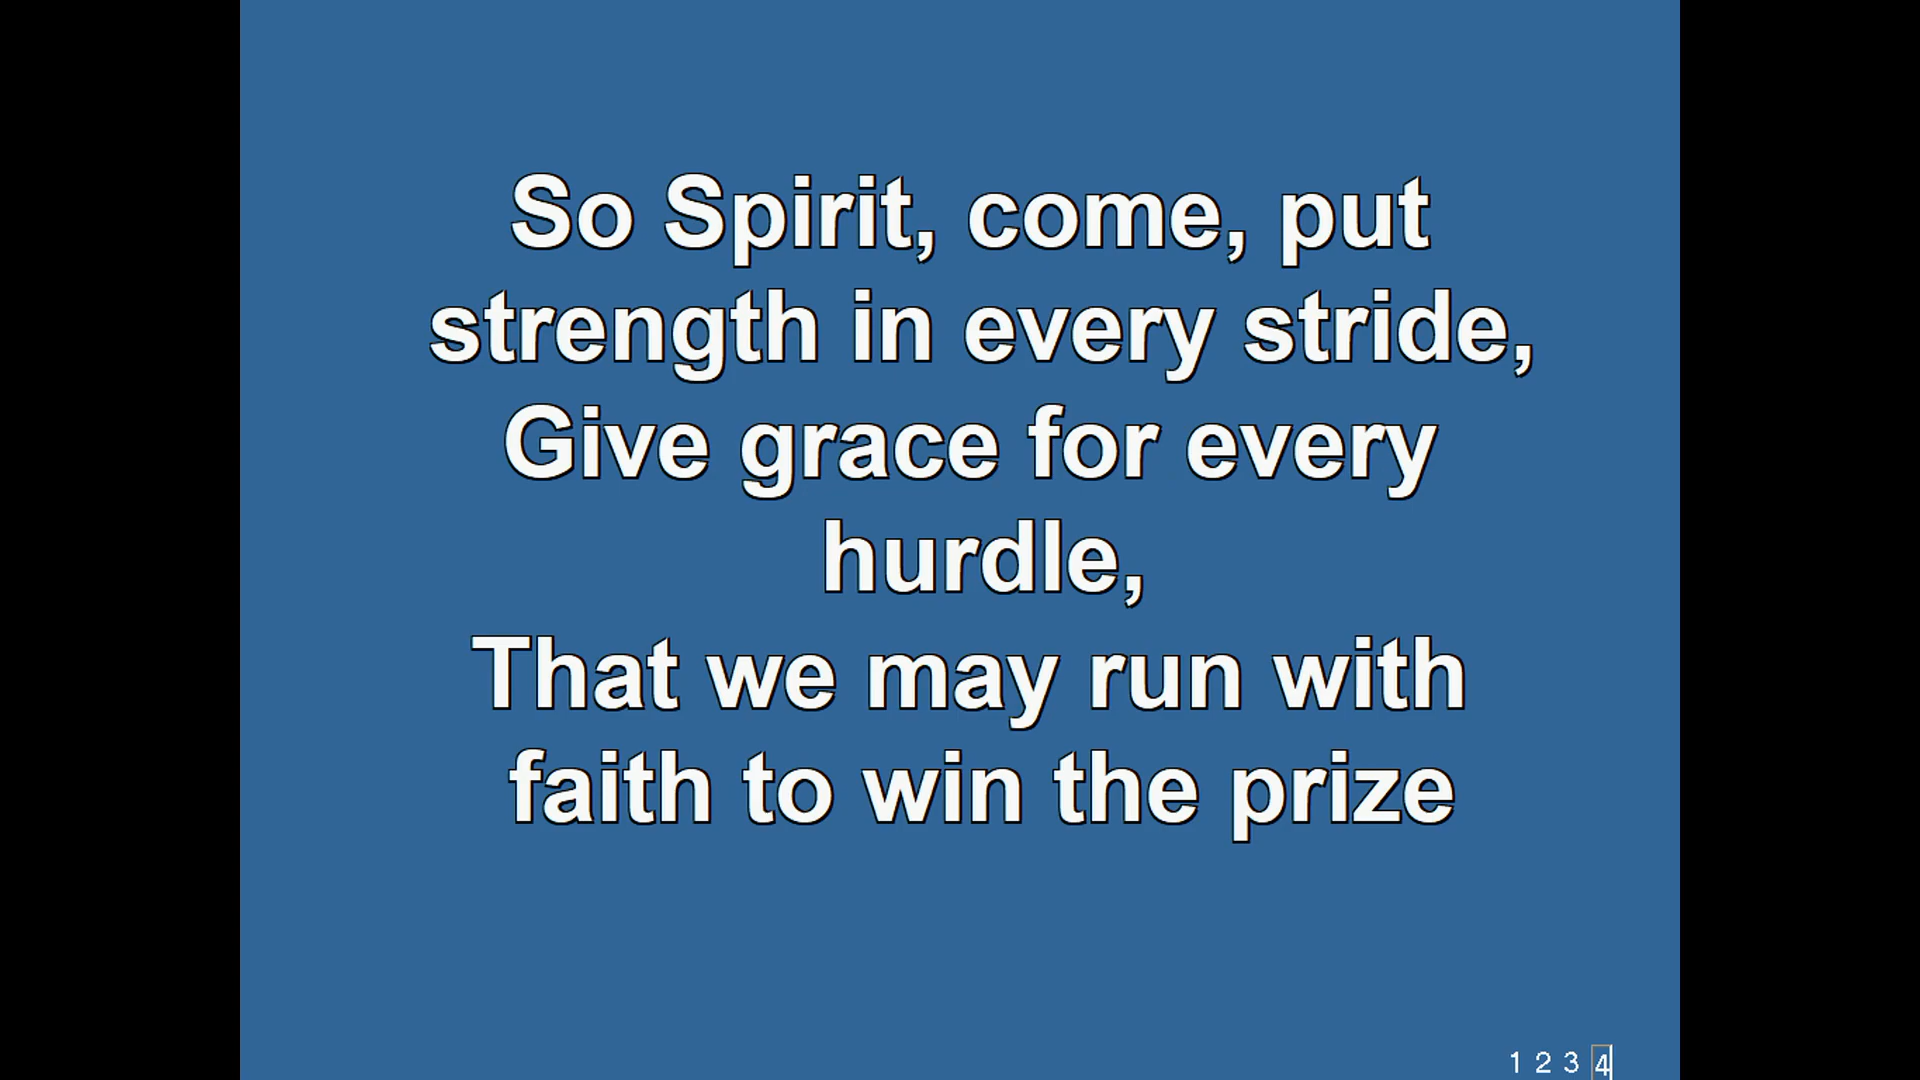 So Spirit, come, put
strength in every stride,
Give grace for every
hurdle,
That we may run with
faith to win the prize
1 2 3 4